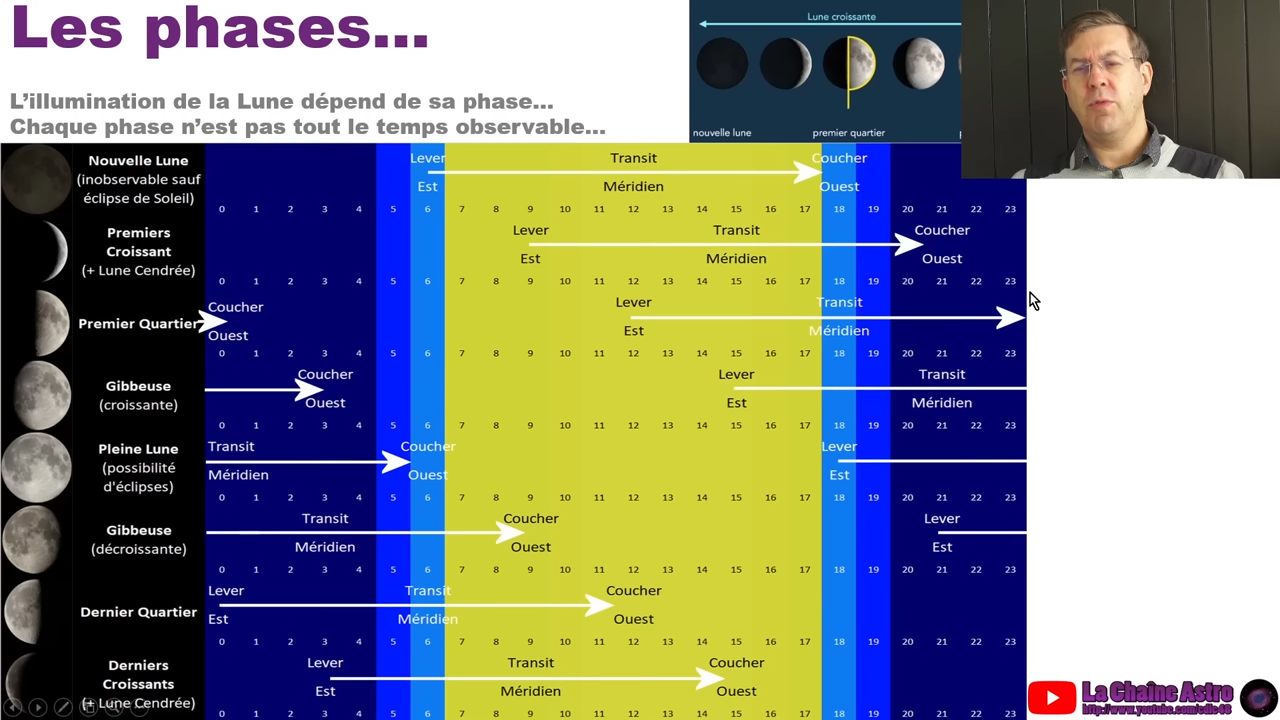 Les phases...
L'illumination de la Lune dépend de sa phase...
Chaque phase n'est pas tout le temps observable...
Lune croissante
nouvelle lune
premier quartier
Nouvelle Lune
(inobservable sauf
éclipse de Soleil)
Lever
Est
Transit
Méridien
Coucher
Ouest
0 1 2 3 4 5 6 7 8 9 10 11 12 13 14 15 16 17 18 19 20 21 22 23
Premiers
Croissant
(+ Lune Cendrée)
Lever
Est
Transit
Méridien
Coucher
Ouest
0 1 2 3 4 5 6 7 8 9 10 11 12 13 14 15 16 17 18 19 20 21 22 23
Premier Quartier
Coucher
Ouest
Lever
Est
Transit
Méridien
0 1 2 3 4 5 6 7 8 9 10 11 12 13 14 15 16 17 18 19 20 21 22 23
Gibbeuse
(croissante)
Coucher
Ouest
Lever
Est
Transit
Méridien
0 1 2 3 4 5 6 7 8 9 10 11 12 13 14 15 16 17 18 19 20 21 22 23
Pleine Lune
(possibilité
d'éclipses)
Transit
Méridien
Coucher
Ouest
Lever
Est
0 1 2 3 4 5 6 7 8 9 10 11 12 13 14 15 16 17 18 19 20 21 22 23
Gibbeuse
(décroissante)
Transit
Méridien
Coucher
Ouest
Lever
Est
0 1 2 3 4 5 6 7 8 9 10 11 12 13 14 15 16 17 18 19 20 21 22 23
Dernier Quartier
Lever
Est
Transit
Méridien
Coucher
Ouest
0 1 2 3 4 5 6 7 8 9 10 11 12 13 14 15 16 17 18 19 20 21 22 23
Derniers
Croissants
(+ Lune Cendrée)
Lever
Est
Transit
Méridien
Coucher
Ouest
0 1 2 3 4 5 6 7 8 9 10 11 12 13 14 15 16 17 18 19 20 21 22 23
La Chaîne Astro
http://www.youtube.com/cdlc48